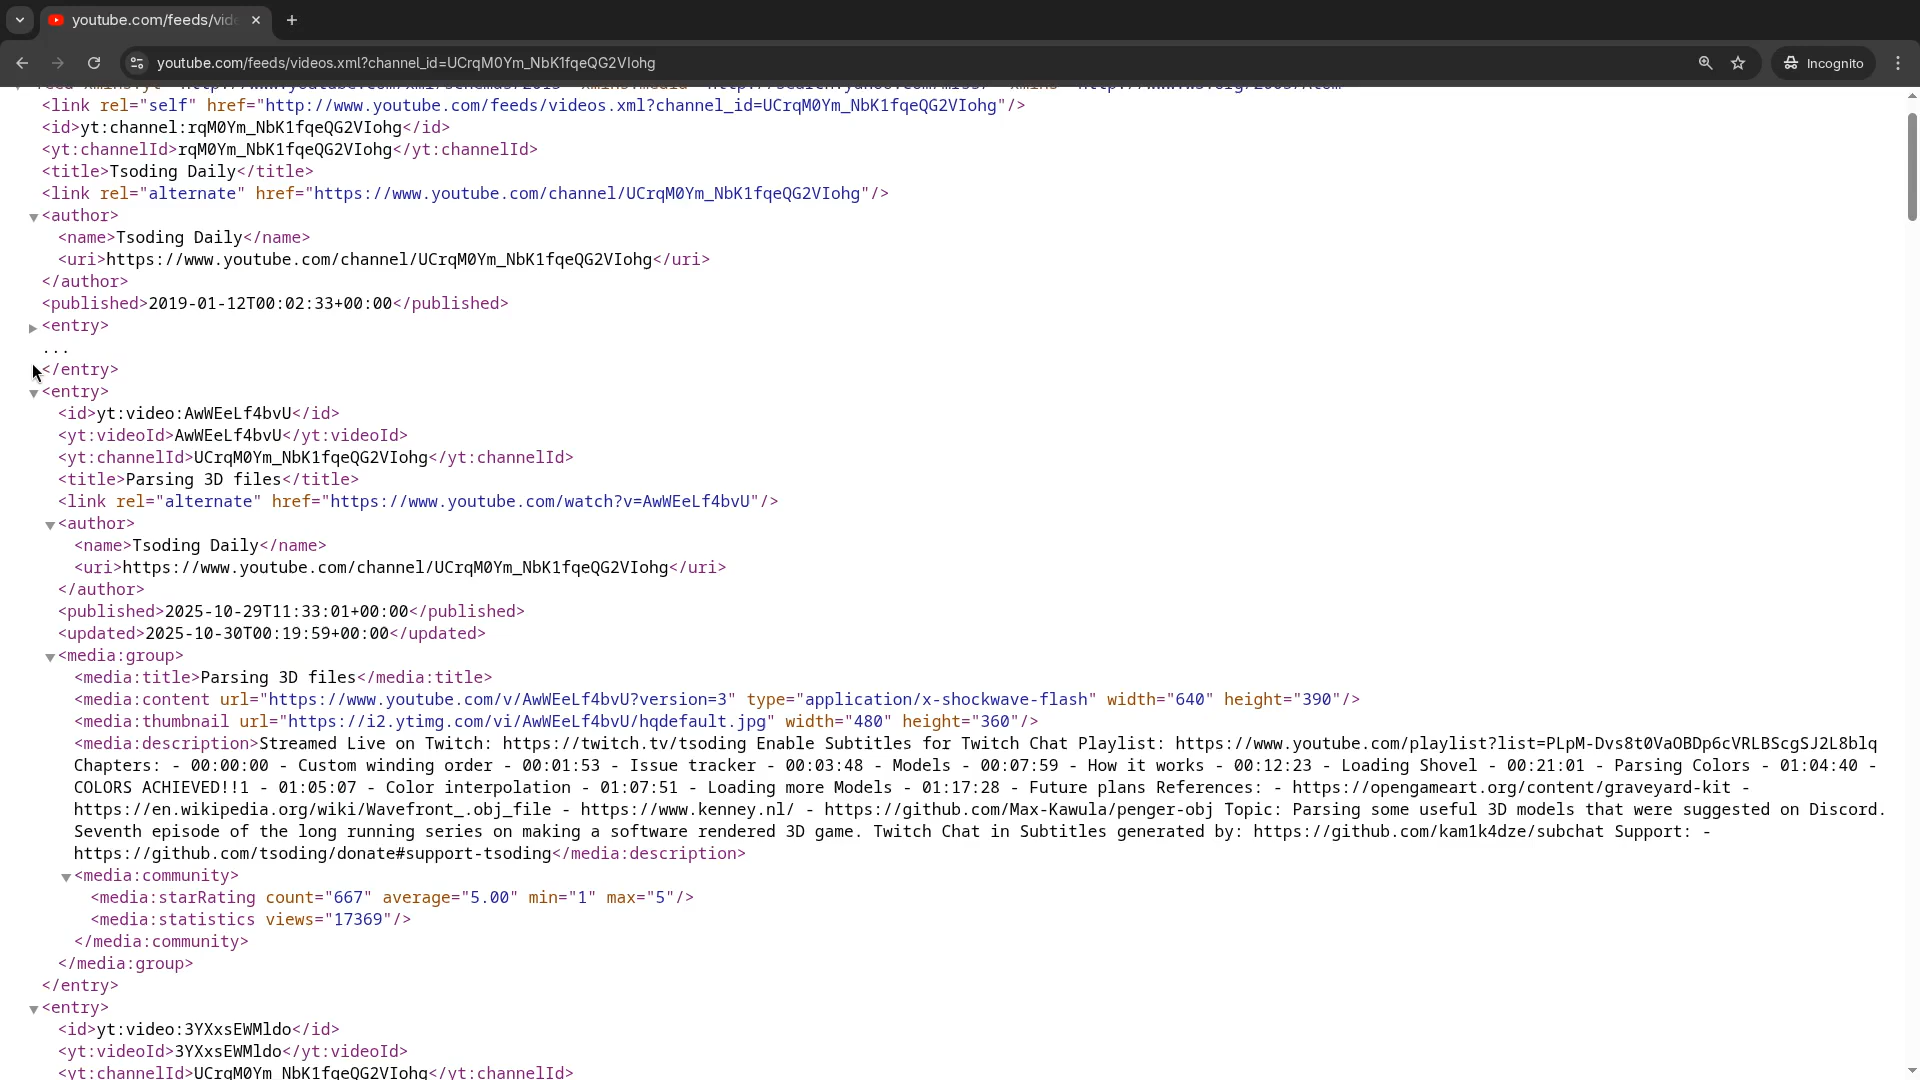 youtube.com/feeds/vid
youtube.com/feeds/videos.xml?channel_id=UCrqM0Ym_NbK1fqeQG2VIohg
Incognito
<link rel="self" href="http://www.youtube.com/feeds/videos.xml?channel_id=UCrqM0Ym_NbK1fqeQG2VIohg"/>
<id>yt:channel:rqM0Ym_NbK1fqeQG2VIohg</id>
<yt:channelId>rqM0Ym_NbK1fqeQG2VIohg</yt:channelId>
<title>Tsoding Daily</title>
<link rel="alternate" href="https://www.youtube.com/channel/UCrqM0Ym_NbK1fqeQG2VIohg"/>
<author>
<name>Tsoding Daily</name>
<uri>https://www.youtube.com/channel/UCrqM0Ym_NbK1fqeQG2VIohg</uri>
</author>
<published>2019-01-12T00:02:33+00:00</published>
<entry>
...
</entry>
<entry>
<id>yt:video:AwWEeLf4bvU</id>
<yt:videoId>AwWEeLf4bvU</yt:videoId>
<yt:channelId>UCrqM0Ym_NbK1fqeQG2VIohg</yt:channelId>
<title>Parsing 3D files</title>
<link rel="alternate" href="https://www.youtube.com/watch?v=AwWEeLf4bvU"/>
<author>
<name>Tsoding Daily</name>
<uri>https://www.youtube.com/channel/UCrqM0Ym_NbK1fqeQG2VIohg</uri>
</author>
<published>2025-10-29T11:33:01+00:00</published>
<updated>2025-10-30T00:19:59+00:00</updated>
<media:group>
<media:title>Parsing 3D files</media:title>
<media:content url="https://www.youtube.com/v/AwWEeLf4bvU?version=3" type="application/x-shockwave-flash" width="640" height="390"/>
<media:thumbnail url="https://i2.ytimg.com/vi/AwWEeLf4bvU/hqdefault.jpg" width="480" height="360"/>
<media:description>Streamed Live on Twitch: https://twitch.tv/tsoding Enable Subtitles for Twitch Chat Playlist: https://www.youtube.com/playlist?list=PLpM-Dvs8t0VaOBDp6cVRLBScgSJ2L8blq
Chapters: - 00:00:00 - Custom winding order - 00:01:53 - Issue tracker - 00:03:48 - Models - 00:07:59 - How it works - 00:12:23 - Loading Shovel - 00:21:01 - Parsing Colors - 01:04:40 -
COLORS ACHIEVED!!1 - 01:05:07 - Color interpolation - 01:07:51 - Loading more Models - 01:17:28 - Future plans References: - https://opengameart.org/content/graveyard-kit -
https://en.wikipedia.org/wiki/Wavefront_.obj_file - https://www.kenney.nl/ - https://github.com/Max-Kawula/penger-obj Topic: Parsing some useful 3D models that were suggested on Discord.
Seventh episode of the long running series on making a software rendered 3D game. Twitch Chat in Subtitles generated by: https://github.com/kam1k4dze/subchat Support: -
https://github.com/tsoding/donate#support-tsoding</media:description>
<media:community>
<media:starRating count="667" average="5.00" min="1" max="5"/>
<media:statistics views="17369"/>
</media:community>
</media:group>
</entry>
<entry>
<id>yt:video:3YXxsEWMldo</id>
<yt:videoId>3YXxsEWMldo</yt:videoId>
<yt:channelId>UCrqM0Ym_NbK1fqeQG2VIohg</yt:channelId>